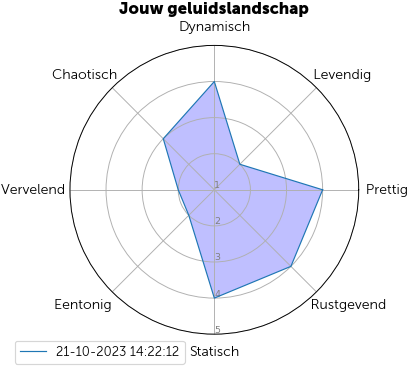 Jouw geluidslandschap
Dynamisch
Chaotisch
Levendig
Vervelend
1
Prettig
2
3
4
Eentonig
Rustgevend
5
21-10-2023 14:22:12
Statisch